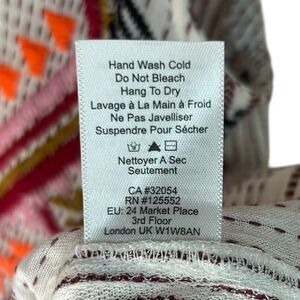 Hand Wash Cold
Do Not Bleach
Hang To Dry
Lavage à La Main à Froid
Ne Pas Javelliser
Suspendre Pour Sécher
Nettoyer A Sec
Seutement
CA #32054
RN #125552
EU: 24 Market Place
3rd Floor
London UK W1W8AN